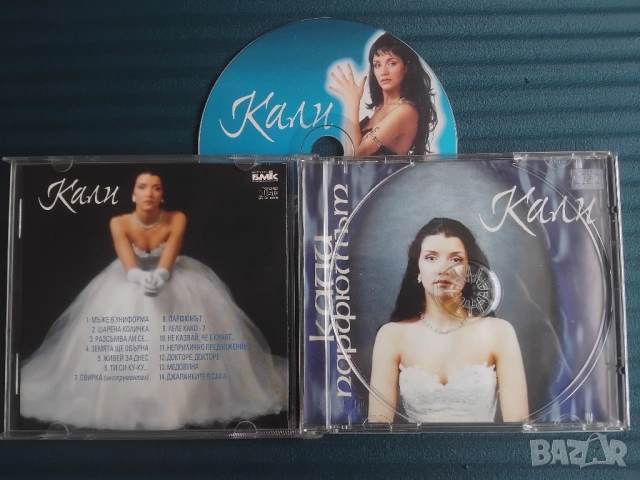 Кали
Кали
БМК
1. МЪЖЕ В УНИФОРМА
2. ШАРЕНА КОЛИЧКА
3. РАЗСЪМВА ЛИ СЕ...
4. ЗЕМЯТА ЩЕ ОБЪРНА
5. ЖИВЕЙ ЗА ДНЕС
6. ТИ СИ КУ-КУ...
7. СВИРКА (инструментал)
8. ПАРФЮМЪТ
9. ЛЕЛЕ КАКО - 2
10. НЕ КАЗВАЙ, ЧЕ Е КРАЯТ...
11. НЕПРИЛИЧНО ПРЕДЛОЖЕНИЕ
12. ДОКТОРЕ, ДОКТОРЕ
13. МЕДОВИНА
14. ДЖАПАНКИТЕ В САКА
Кали
парфюмът
Кали
BAZAR